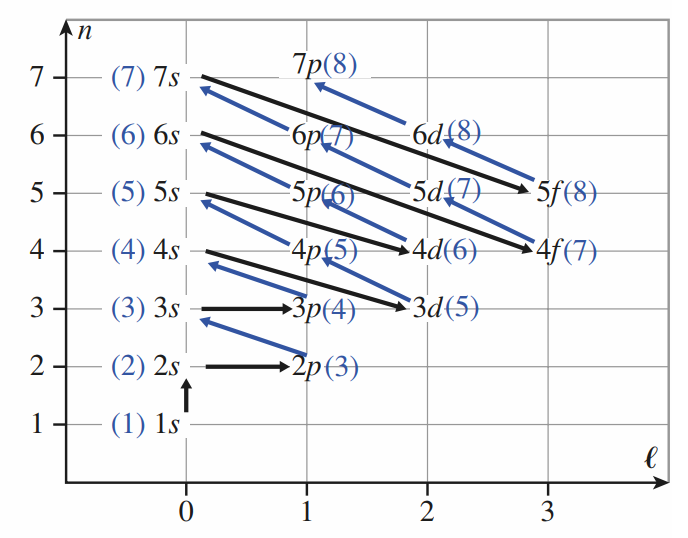 n
7 (7) 7s 7p(8)
6 (6) 6s 6p(7) 6d(8)
5 (5) 5s 5p(6) 5d(7) 5f(8)
4 (4) 4s 4p(5) 4d(6) 4f(7)
3 (3) 3s 3p(4) 3d(5)
2 (2) 2s 2p(3)
1 (1) 1s
ℓ
0 1 2 3